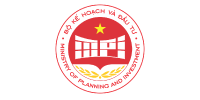 BỘ KẾ HOẠCH VÀ ĐẦU TƯ
MPI
MINISTRY OF PLANNING AND INVESTMENT